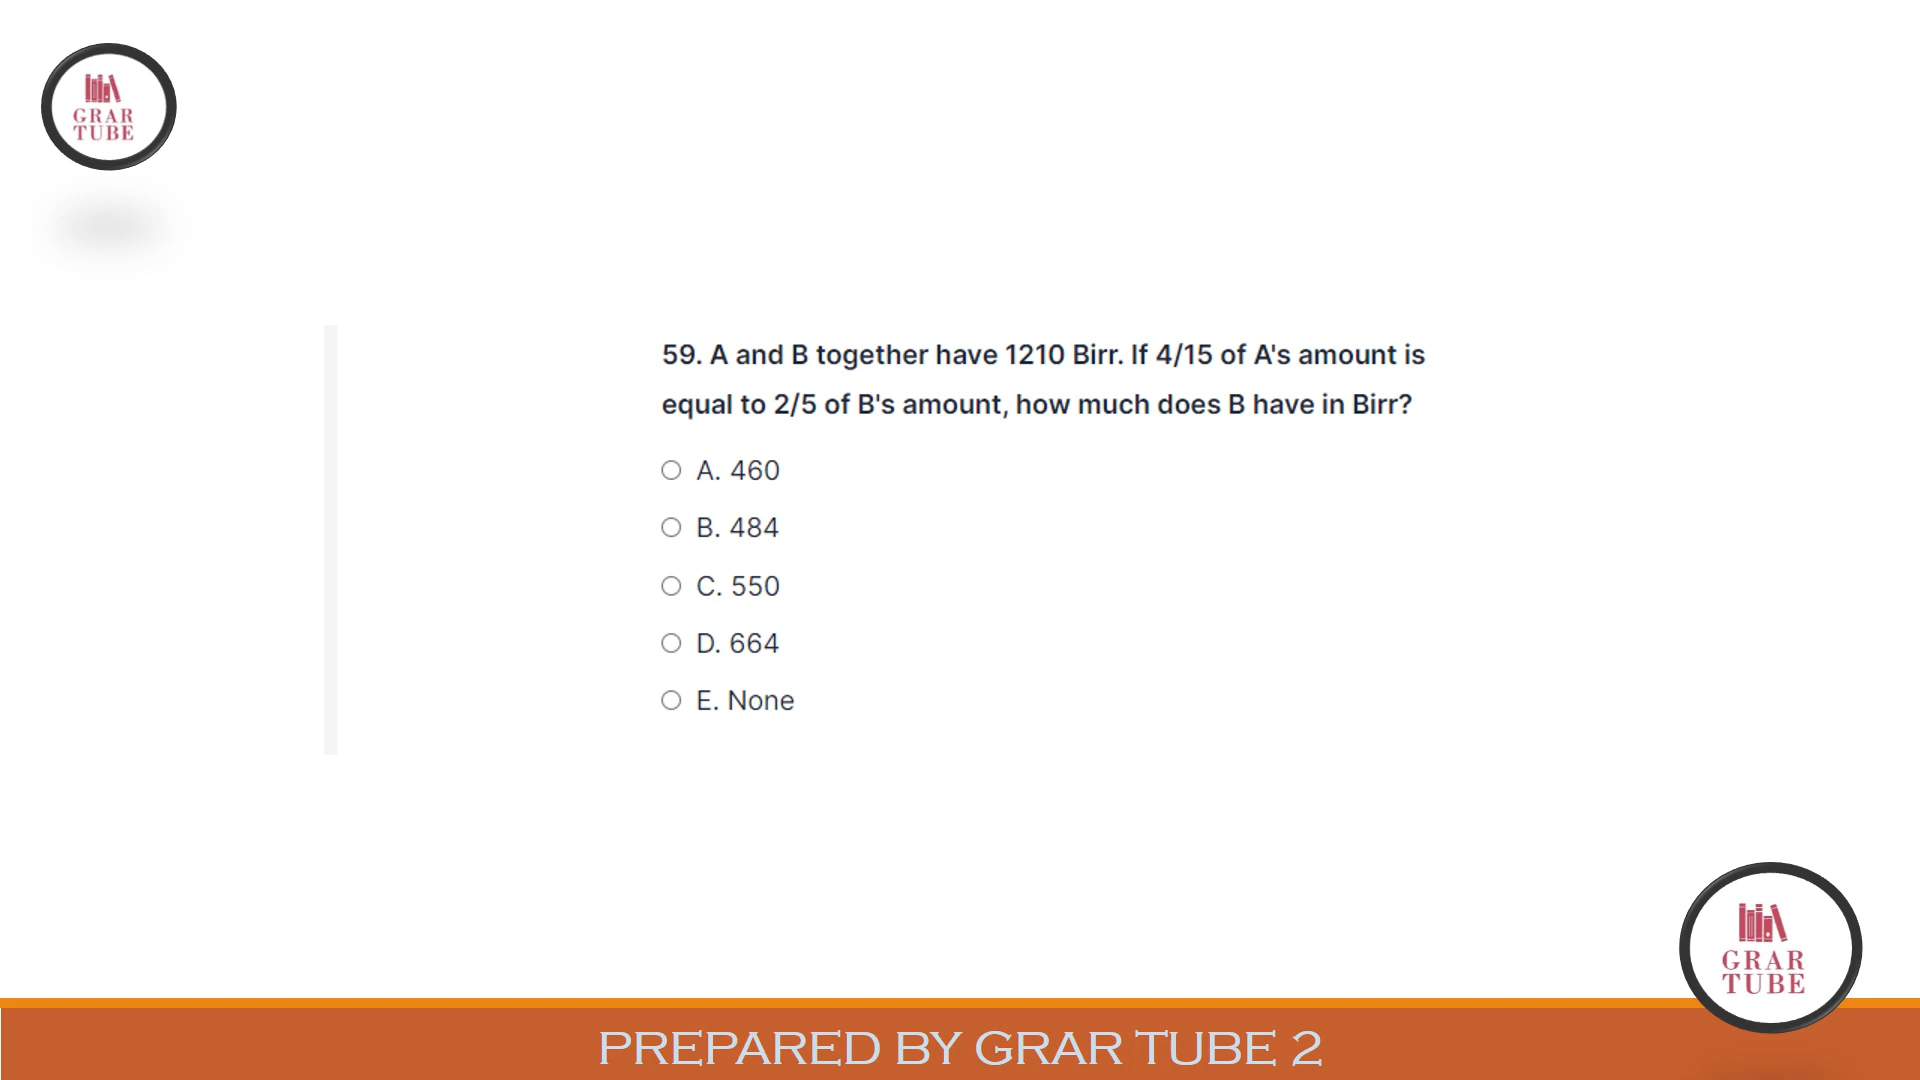 GRAR
TUBE
59. A and B together have 1210 Birr. If 4/15 of A's amount is
equal to 2/5 of B's amount, how much does B have in Birr?
A. 460
B. 484
C. 550
D. 664
E. None
GRAR
TUBE
PREPARED BY GRAR TUBE 2